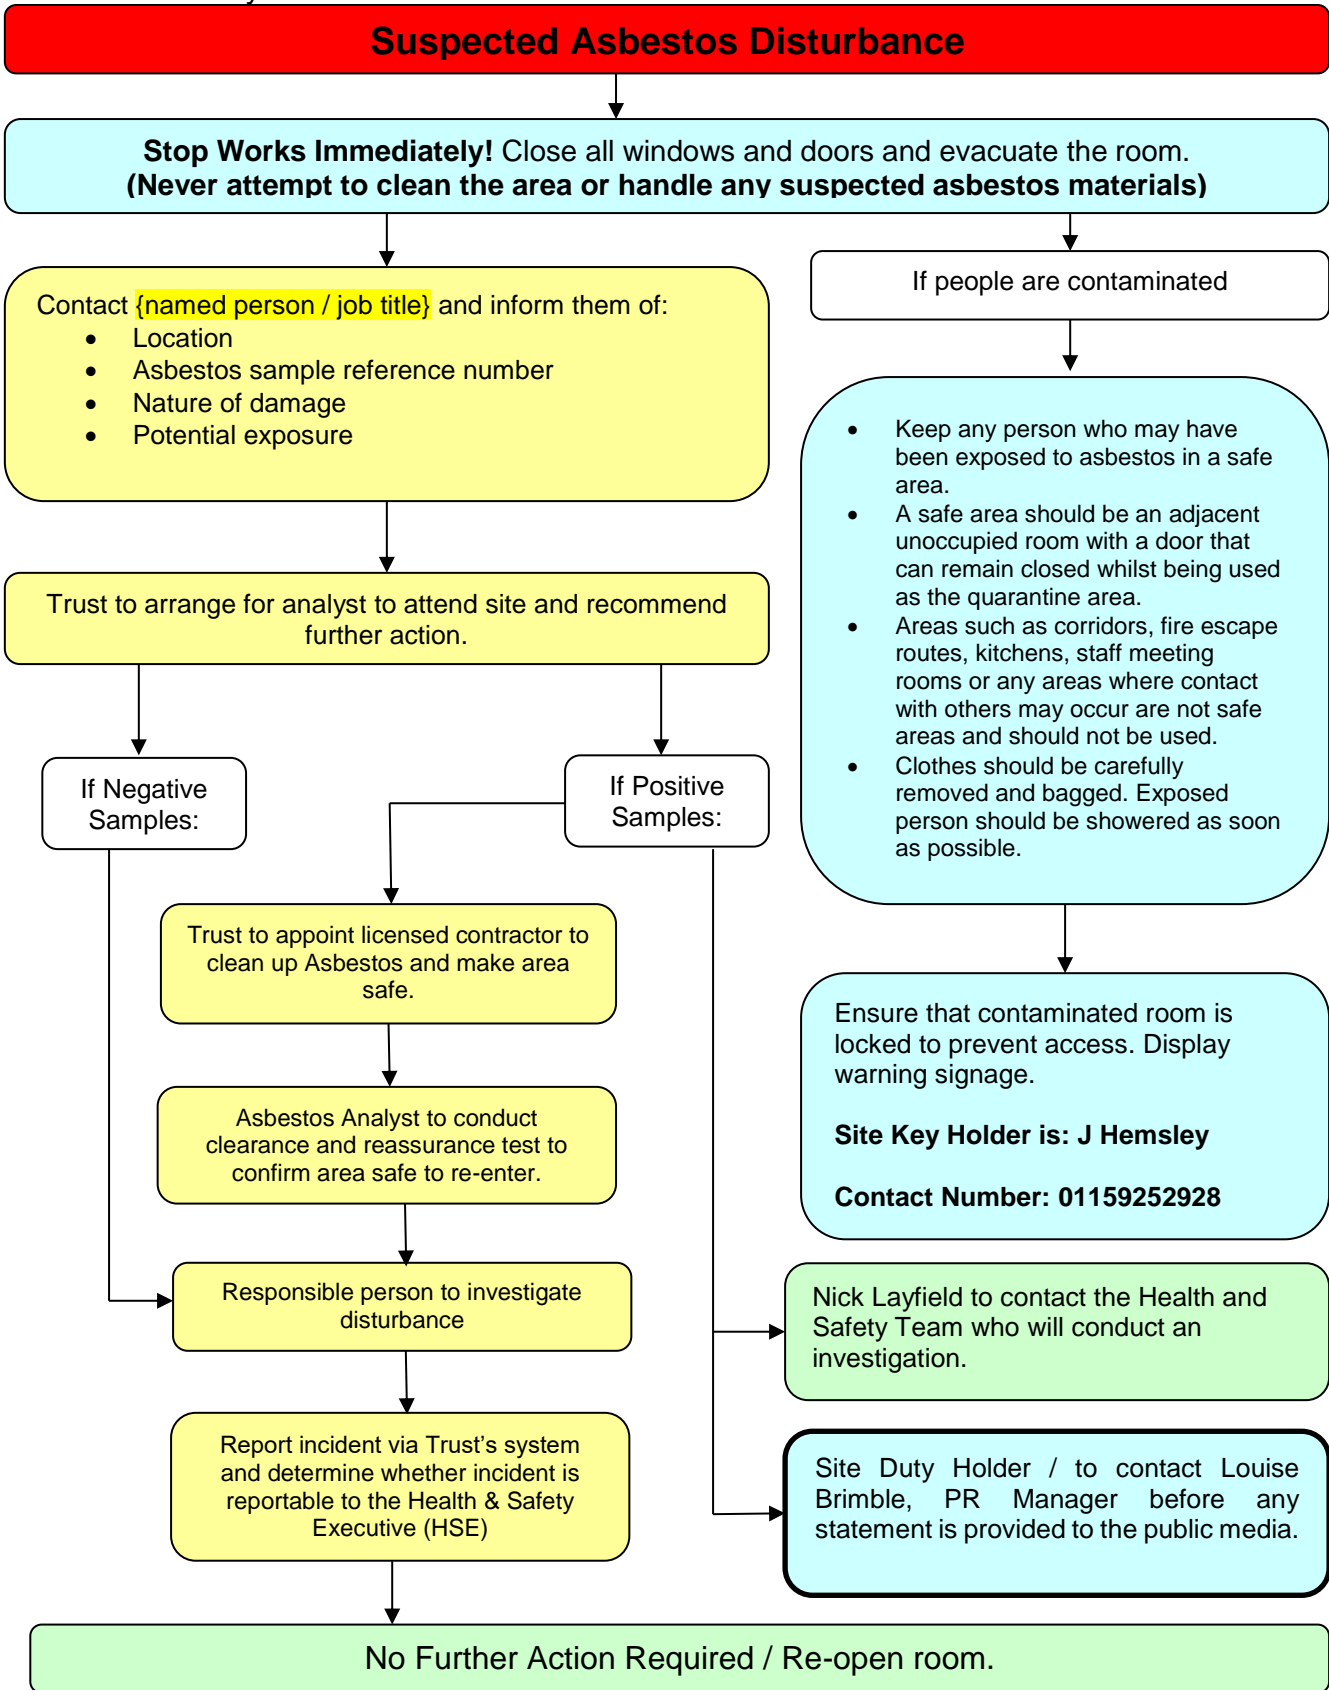 Suspected Asbestos Disturbance
Stop Works Immediately! Close all windows and doors and evacuate the room.
(Never attempt to clean the area or handle any suspected asbestos materials)
Contact {named person / job title} and inform them of:
• Location
• Asbestos sample reference number
• Nature of damage
• Potential exposure
Trust to arrange for analyst to attend site and recommend
further action.
If Negative
Samples:
If Positive
Samples:
Trust to appoint licensed contractor to
clean up Asbestos and make area
safe.
Asbestos Analyst to conduct
clearance and reassurance test to
confirm area safe to re-enter.
Responsible person to investigate
disturbance
Report incident via Trust's system
and determine whether incident is
reportable to the Health & Safety
Executive (HSE)
If people are contaminated
• Keep any person who may have
been exposed to asbestos in a safe
area.
• A safe area should be an adjacent
unoccupied room with a door that
can remain closed whilst being used
as the quarantine area.
• Areas such as corridors, fire escape
routes, kitchens, staff meeting
rooms or any areas where contact
with others may occur are not safe
areas and should not be used.
• Clothes should be carefully
removed and bagged. Exposed
person should be showered as soon
as possible.
Ensure that contaminated room is
locked to prevent access. Display
warning signage.
Site Key Holder is: J Hemsley
Contact Number: 01159252928
Nick Layfield to contact the Health and
Safety Team who will conduct an
investigation.
Site Duty Holder / to contact Louise
Brimble, PR Manager before any
statement is provided to the public media.
No Further Action Required / Re-open room.